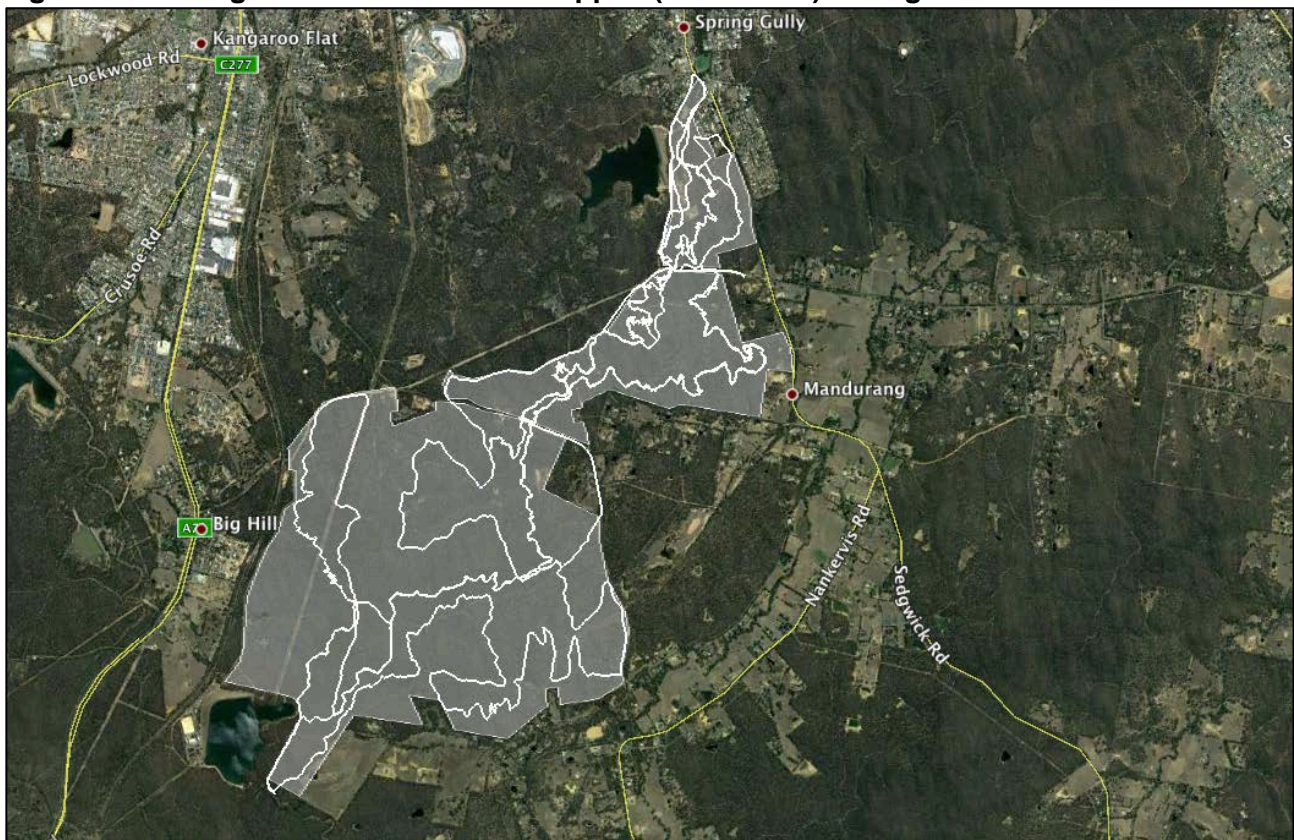 Spring Gully
Kangaroo Flat
Lockwood Rd
C277
S
Crusoe Rd
Mandurang
Big Hill
Nankervis Rd
Sedgwick Rd